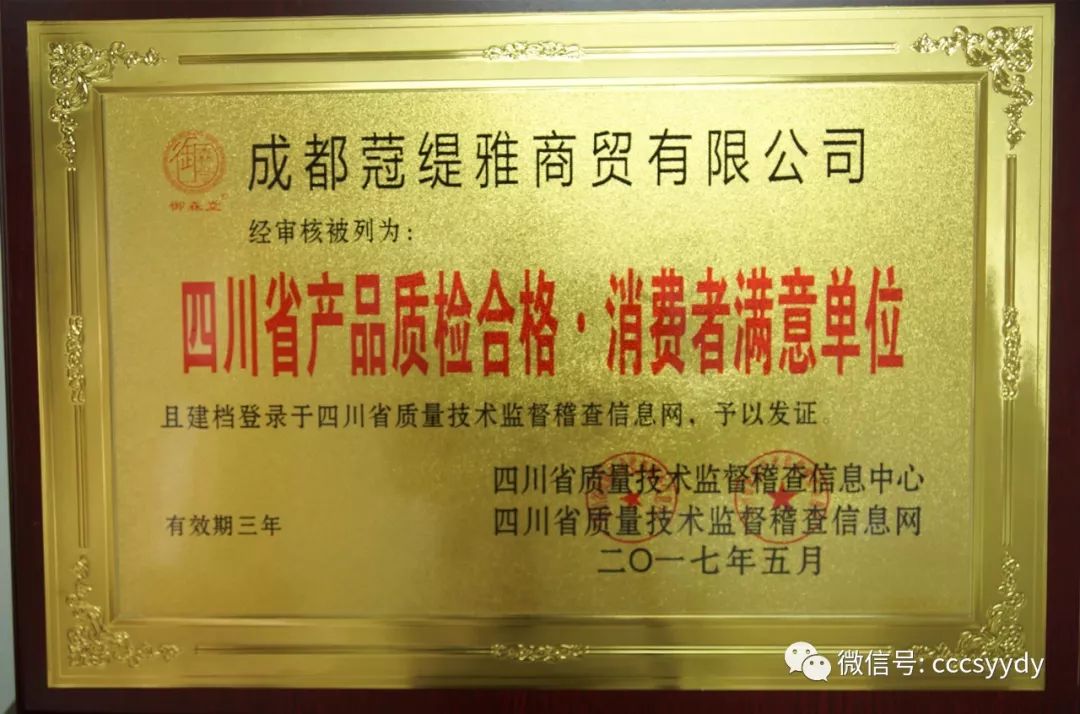 御
成都蒄缇雅商贸有限公司
御森立
经审核被列为:
四川省产品质检合格·消费者满意单位
且建档登录于四川省质量技术监督稽查信息网，予以发证。
四川省质量技术监督稽查信息中心
有效期三年
四川省质量技术监督稽查信息网
二〇一七年五月
微信号: cccsyydy